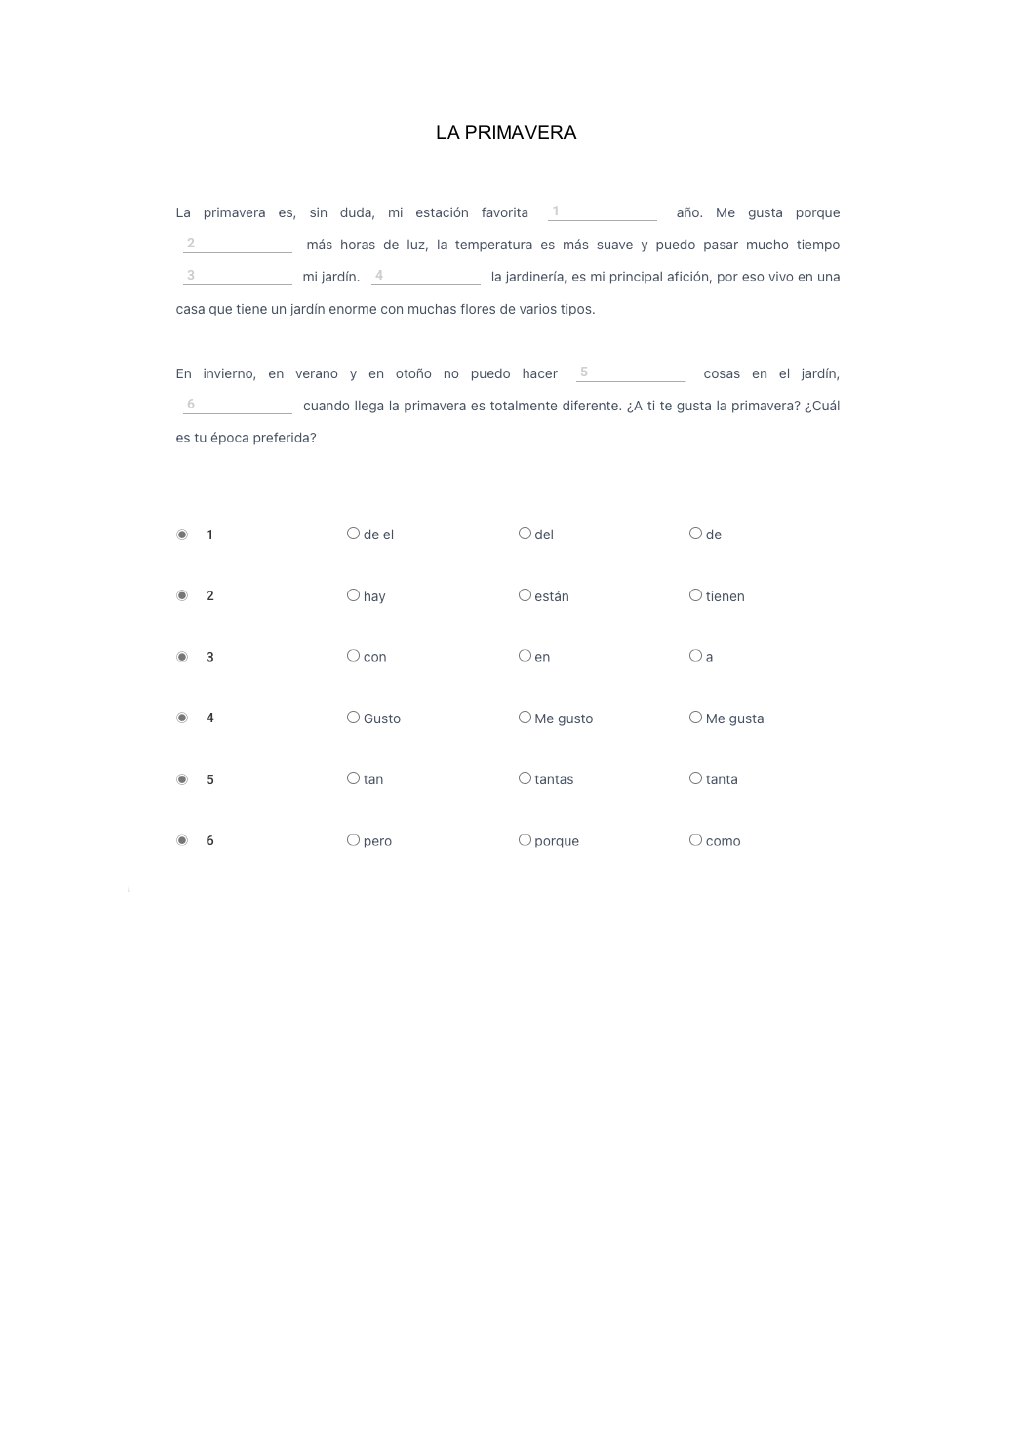 LA PRIMAVERA
La primavera es, sin duda, mi estación favorita 1 año. Me gusta porque
2 más horas de luz, la temperatura es más suave y puedo pasar mucho tiempo
3 mi jardín. 4 la jardinería, es mi principal afición, por eso vivo en una
casa que tiene un jardín enorme con muchas flores de varios tipos.
En invierno, en verano y en otoño no puedo hacer 5 cosas en el jardín,
6 cuando llega la primavera es totalmente diferente. ¿A ti te gusta la primavera? ¿Cuál
es tu época preferida?
1 de el del de
2 hay están tienen
3 con en a
4 Gusto Me gusto Me gusta
5 tan tantas tanta
6 pero porque como